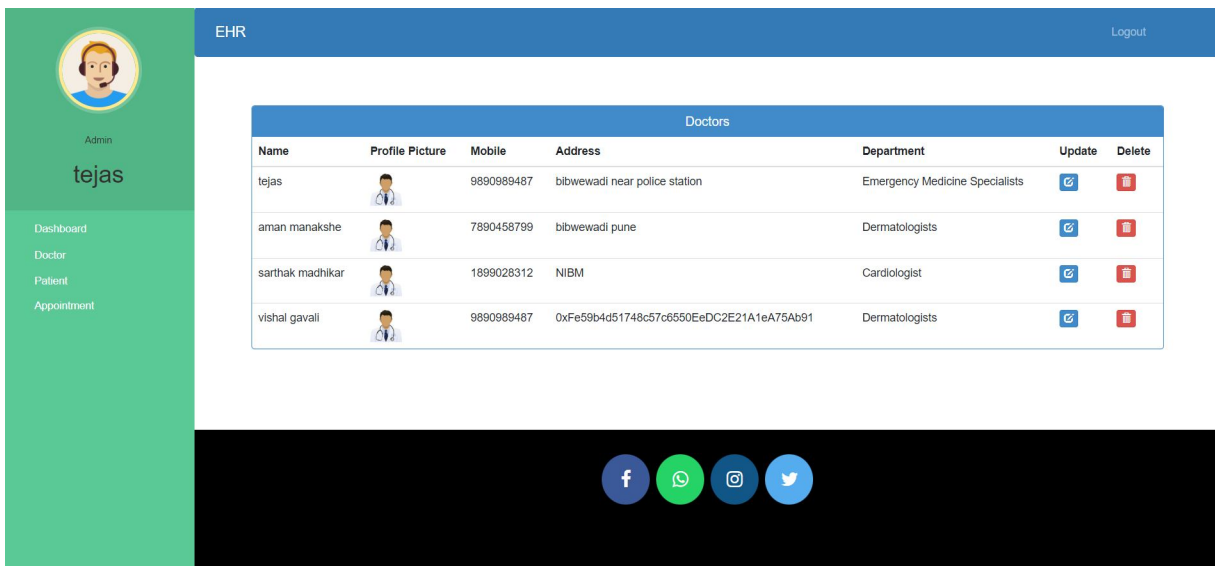 EHR Logout
Admin
tejas
Dashboard
Doctor
Patient
Appointment
Doctors
Name Profile Picture Mobile Address Department Update Delete
tejas 9890989487 bibwewadi near police station Emergency Medicine Specialists
aman manakshe 7890458799 bibwewadi pune Dermatologists
sarthak madhikar 1899028312 NIBM Cardiologist
vishal gavali 9890989487 0xFe59b4d51748c57c6550EeDC2E21A1eA75Ab91 Dermatologists